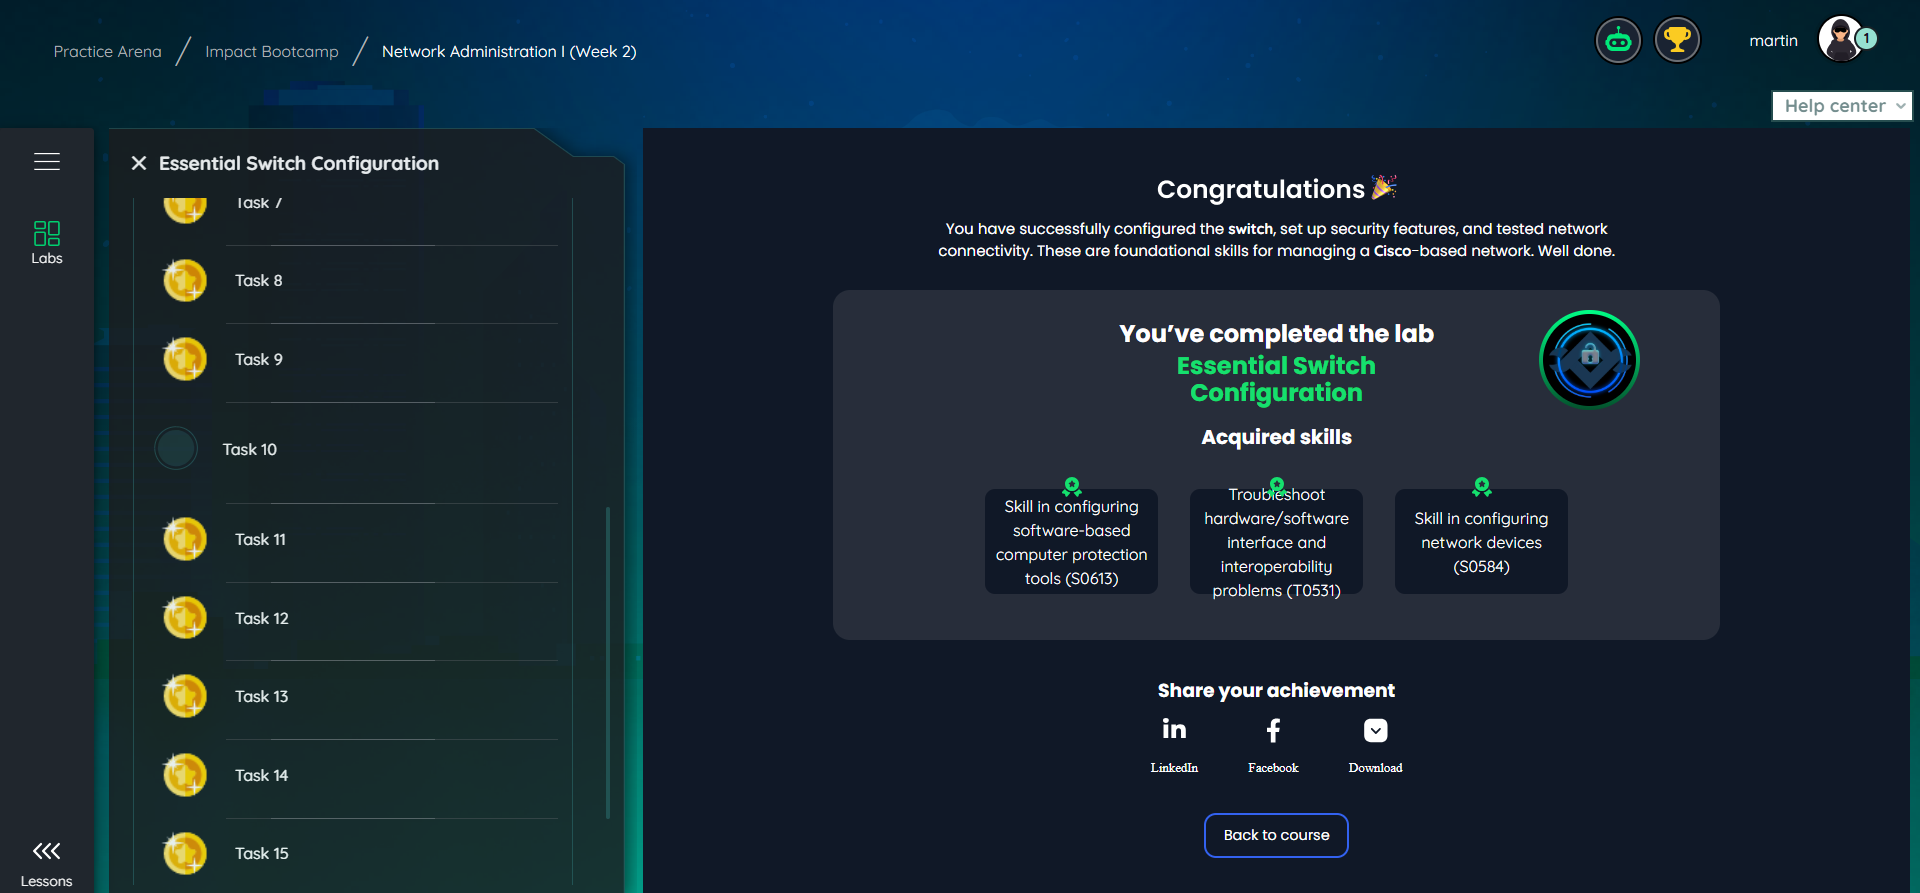 Practice Arena / Impact Bootcamp / Network Administration I (Week 2)
martin
1
Help center
Labs
Lessons
Essential Switch Configuration
Task 7
Task 8
Task 9
Task 10
Task 11
Task 12
Task 13
Task 14
Task 15
Congratulations
You have successfully configured the switch, set up security features, and tested network
connectivity. These are foundational skills for managing a Cisco-based network. Well done.
You’ve completed the lab
Essential Switch
Configuration
Acquired skills
Skill in configuring
software-based
computer protection
tools (S0613)
Troubleshoot
hardware/software
interface and
interoperability
problems (T0531)
Skill in configuring
network devices
(S0584)
Share your achievement
LinkedIn
Facebook
Download
Back to course